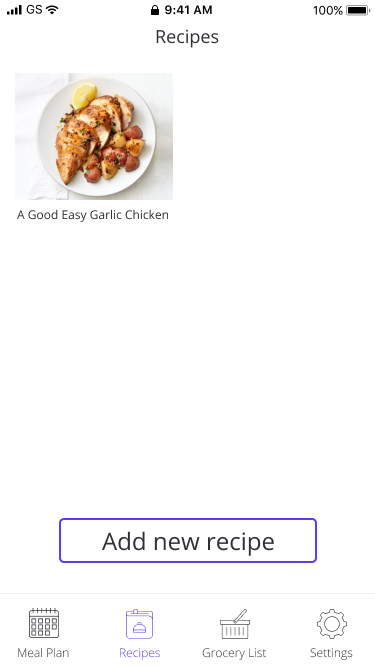 GS 9:41 AM 100%
Recipes
A Good Easy Garlic Chicken
Add new recipe
Meal Plan Recipes Grocery List Settings